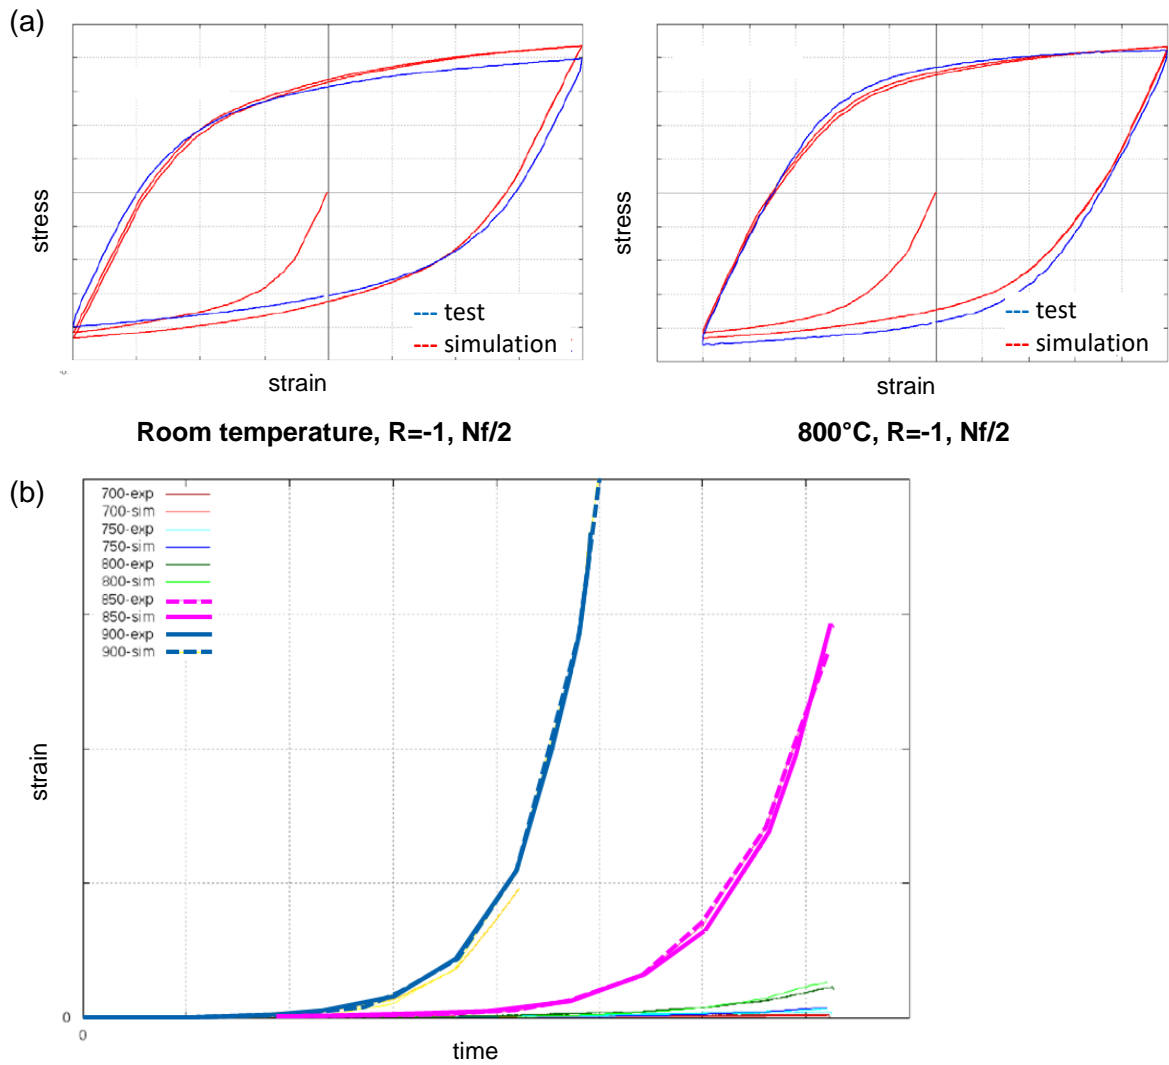 (a)
stress
test
simulation
strain
Room temperature, R=-1, Nf/2
stress
test
simulation
strain
800°C, R=-1, Nf/2
(b)
700-exp
700-sim
750-exp
750-sim
800-exp
800-sim
850-exp
850-sim
900-exp
900-sim
strain
0
0
time